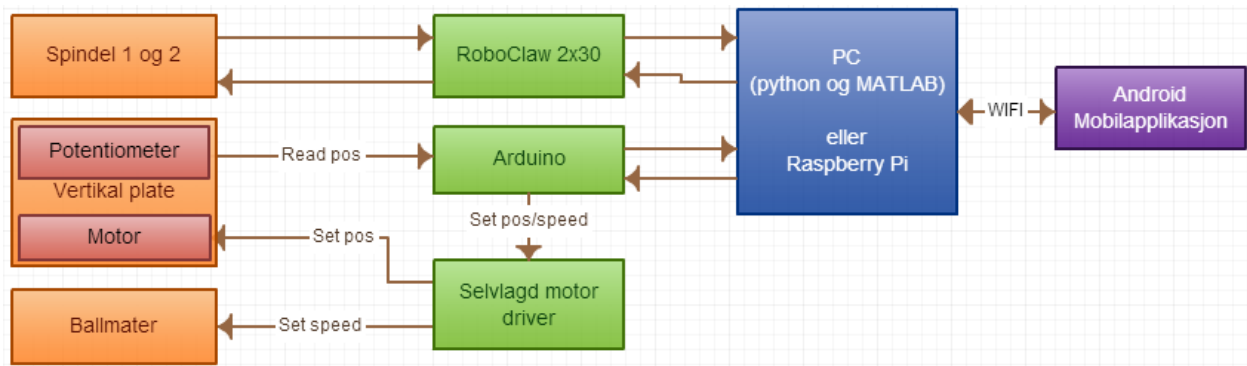 Spindel 1 og 2
RoboClaw 2x30
PC
(python og MATLAB)
eller
Raspberry Pi
WIFI
Android
Mobilapplikasjon
Potentiometer
Vertikal plate
Motor
Read pos
Arduino
Set pos/speed
Set pos
Selvlagd motor
driver
Ballmater
Set speed